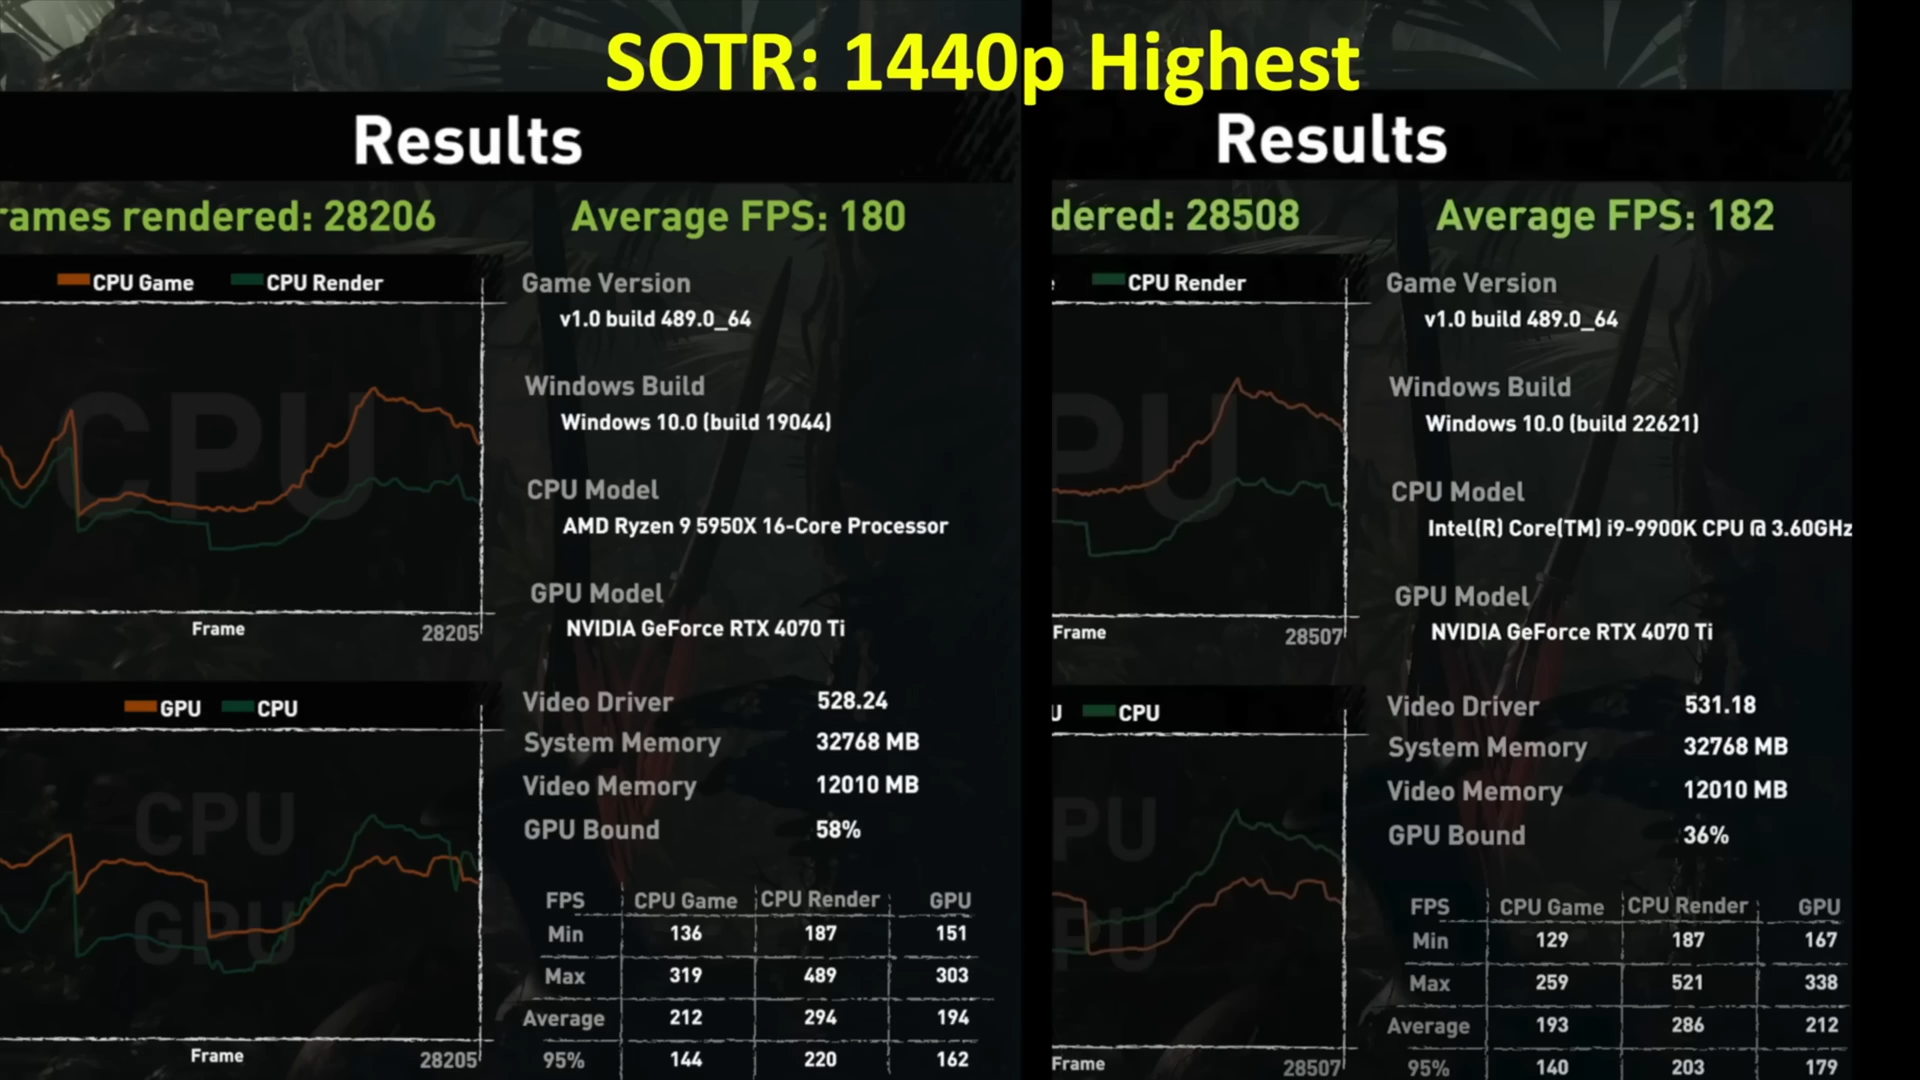 SOTR: 1440p Highest
Results
rames rendered: 28206
Average FPS: 180
CPU Game
CPU Render
CPU
Frame
28205
GPU
CPU
CPU
GPU
Frame
28205
Game Version
v1.0 build 489.0_64
Windows Build
Windows 10.0 (build 19044)
CPU Model
AMD Ryzen 9 5950X 16-Core Processor
GPU Model
NVIDIA GeForce RTX 4070 Ti
Video Driver 528.24
System Memory 32768 MB
Video Memory 12010 MB
GPU Bound 58%
FPS CPU Game CPU Render GPU
Min 136 187 151
Max 319 489 303
Average 212 294 194
95% 144 220 162
Results
dered: 28508
Average FPS: 182
CPU Render
PU
Frame
28507
U
CPU
PU
PU
Frame
28507
Game Version
v1.0 build 489.0_64
Windows Build
Windows 10.0 (build 22621)
CPU Model
Intel(R) Core(TM) i9-9900K CPU @ 3.60GHz
GPU Model
NVIDIA GeForce RTX 4070 Ti
Video Driver 531.18
System Memory 32768 MB
Video Memory 12010 MB
GPU Bound 36%
FPS CPU Game CPU Render GPU
Min 129 187 167
Max 259 521 338
Average 193 286 212
95% 140 203 179